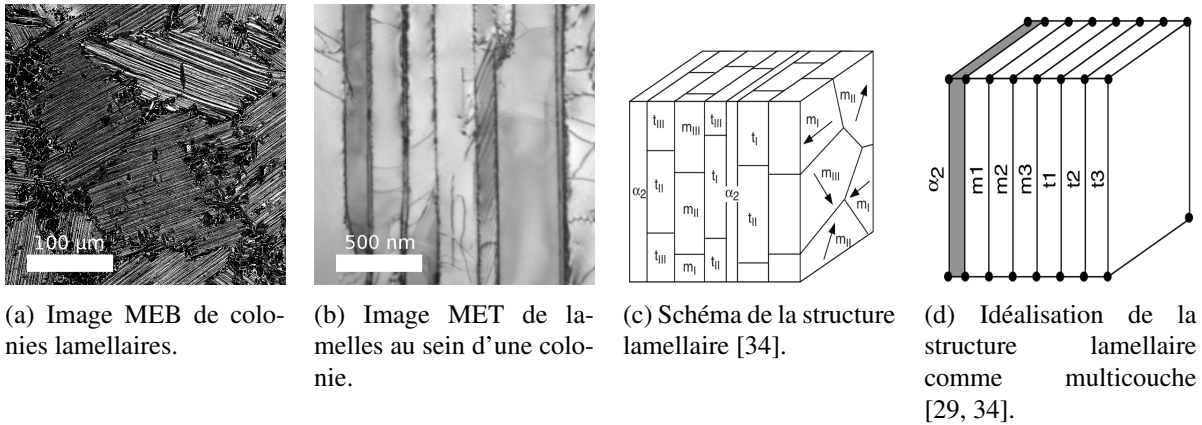 100 µm
500 nm
α₂
t_III
t_II
t_III
m_III
m_II
m_I
t_III
t_I
t_II
α₂
t_I
t_II
m_II
m_I
m_III
m_I
m_II
α₂
m1
m2
m3
t1
t2
t3
(a) Image MEB de colo-
nies lamellaires.
(b) Image MET de la-
melles au sein d’une colo-
nie.
(c) Schéma de la structure
lamellaire [34].
(d) Idéalisation de la
structure lamellaire
comme multicouche
[29, 34].